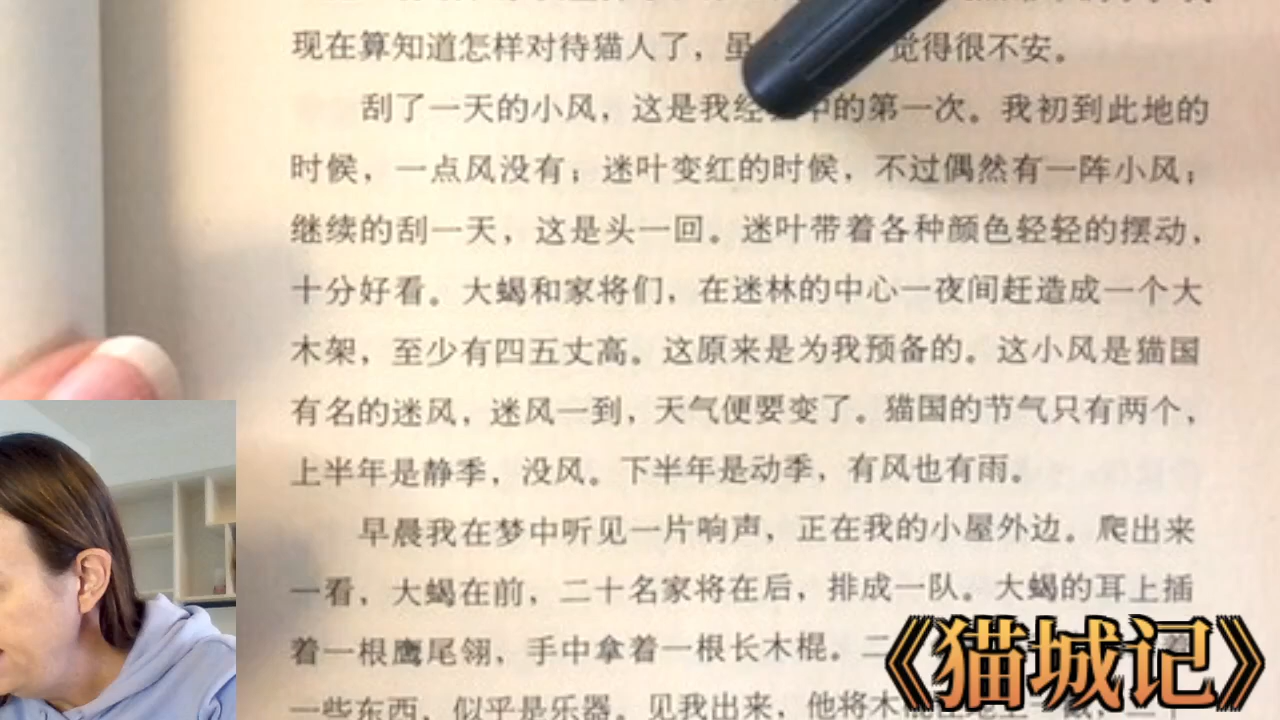 现在算知道怎样对待猫人了，虽 觉得很不安。
刮了一天的小风，这是我经 中的第一次。我初到此地的
时候，一点风没有；迷叶变红的时候，不过偶然有一阵小风；
继续的刮一天，这是头一回。迷叶带着各种颜色轻轻的摆动，
十分好看。大蝎和家将们，在迷林的中心一夜间赶造成一个大
木架，至少有四五丈高。这原来是为我预备的。这小风是猫国
有名的迷风，迷风一到，天气便要变了。猫国的节气只有两个，
上半年是静季，没风。下半年是动季，有风也有雨。
早晨我在梦中听见一片响声，正在我的小屋外边。爬出来
一看，大蝎在前，二十名家将在后，排成一队。大蝎的耳上插
着一根鹰尾翎，手中拿着一根长木棍。二 着
一些东西，似乎是乐器。见我出来，他将木棍在地上一
《猫城记》